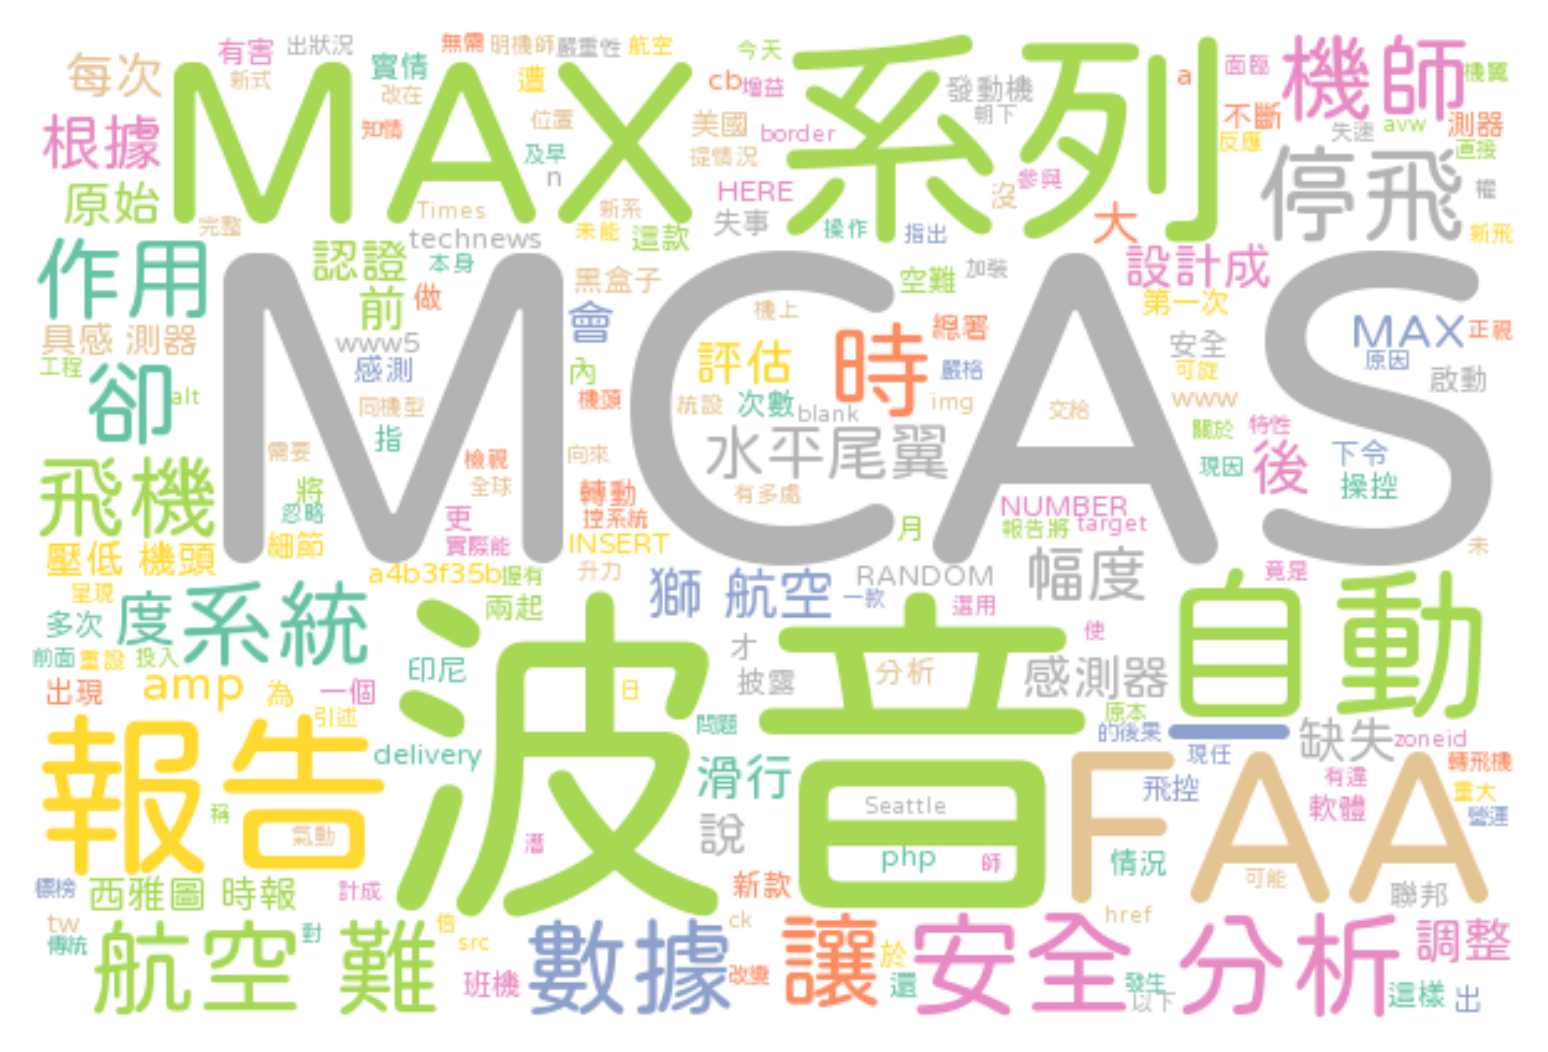 有害 出狀況 無需 明機師 嚴重性 航空 今天 機師
每次 新式 實情 遭 cb 增益 發動機 a 面臨 機翼
MAX 系列
改在 朝下 不斷
根據 知情 位置 美國 border 失速 avw 測器
及早 提情況 反應 直接
原始 n HERE 參與 停飛 權
完整 Times 新系 失事 沒 大
technews 未能 這款 操作 指出 新飛
作用 認證 本身 黑盒子 空難 加裝 設計成
前 做 會 機上 時 總署 第一次
MCAS
具感 測器 www5 評估 安全 MAX 正視
工程 感測 內 嚴格 可旋 原因
卻 alt 同機型 機頭 統設 次數 blank img 交給 www 啟動
指 水平尾翼 關於 特性
需要 檢視 向來 現因 後 下令
飛機 將 全球 轉動 有多處 操控
忽略 更 控系統 NUMBER
壓低 機頭 細節 實際能 INSERT 月 報告將 target 未
呈現 a4b3f35b 握有 升力 獅 航空 RANDOM 幅度 竟是
多次 度 系統 兩起 一款 選用 自動
前面 重設 投入 印尼 才 使
出現 amp 為 一個 日 披露 分析 感測器
波音
引述 問題 原本
報告 delivery 的後果 一 缺失 zoneid
滑行 現任 FAA 轉飛機
稱 Seattle 飛控 有違 重大
氣動 潛 說 php 師 情況 軟體 營運
標榜 西雅圖 時報 計成 新款 可能 聯邦
tw 倍 ck href
傳統 航空 難 對 src 數據 讓 於 安全 分析 調整
班機 改變 還 發生 這樣 出
以下